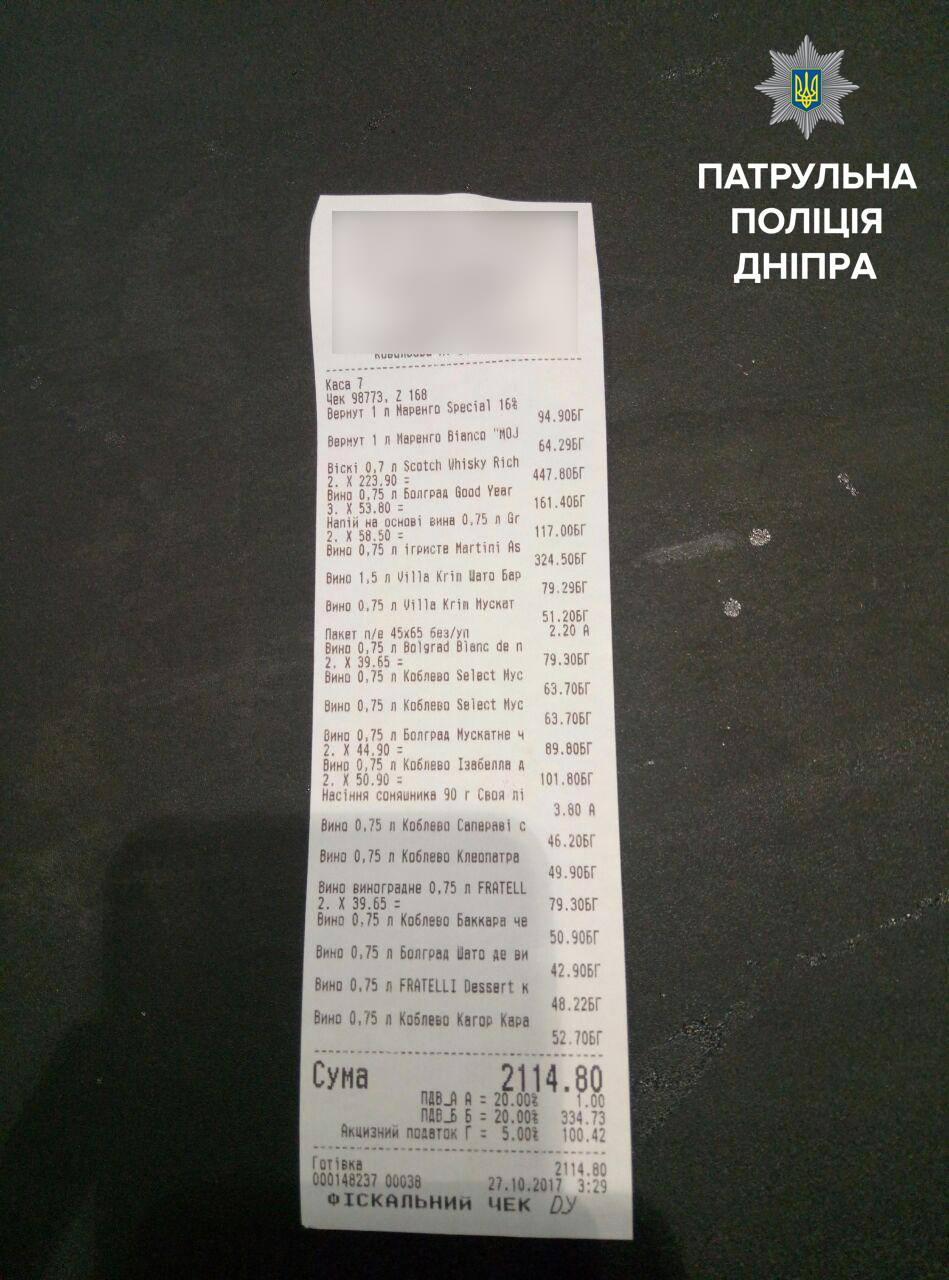 ПАТРУЛЬНА
ПОЛІЦІЯ
ДНІПРА
Каса 7
Чек 98773, Z 168
Вермут 1 л Маренго Special 16%
94.90БГ
Вермут 1 л Маренго Bianco "MOJ
64.29БГ
Віскі 0,7 л Scotch Whisky Rich
2. X 223.90 = 447.80БГ
Вино 0,75 л Болград Good Year
3. X 53.80 = 161.40БГ
Напій на основі вина 0,75 л Gr
2. X 58.50 = 117.00БГ
Вино 0,75 л ігристе Martini As
324.50БГ
Вино 1,5 л Villa Krim Шато Бар
79.29БГ
Вино 0,75 л Villa Krim Мускат
51.20БГ
Пакет п/е 45x65 без/уп 2.20 А
Вино 0,75 л Bolgrad Blanc de n
2. X 39.65 = 79.30БГ
Вино 0,75 л Коблево Select Мус
63.70БГ
Вино 0,75 л Коблево Select Мус
63.70БГ
Вино 0,75 л Болград Мускатне ч
2. X 44.90 = 89.80БГ
Вино 0,75 л Коблево Ізабелла д
2. X 50.90 = 101.80БГ
Насіння соняшника 90 г Своя лі
3.80 А
Вино 0,75 л Коблево Сапераві с
46.20БГ
Вино 0,75 л Коблево Клеопатра
49.90БГ
Вино виноградне 0,75 л FRATELL
2. X 39.65 = 79.30БГ
Вино 0,75 л Коблево Баккара че
50.90БГ
Вино 0,75 л Болград Шато де ви
42.90БГ
Вино 0,75 л FRATELLI Dessert к
48.22БГ
Вино 0,75 л Коблево Кагор Кара
52.70БГ
Сума 2114.80
ПДВ_А А = 20.00% 1.00
ПДВ_Б Б = 20.00% 334.73
Акцизний податок Г = 5.00% 100.42
Готівка 2114.80
000148237 00038 27.10.2017 3:29
ФІСКАЛЬНИЙ ЧЕК